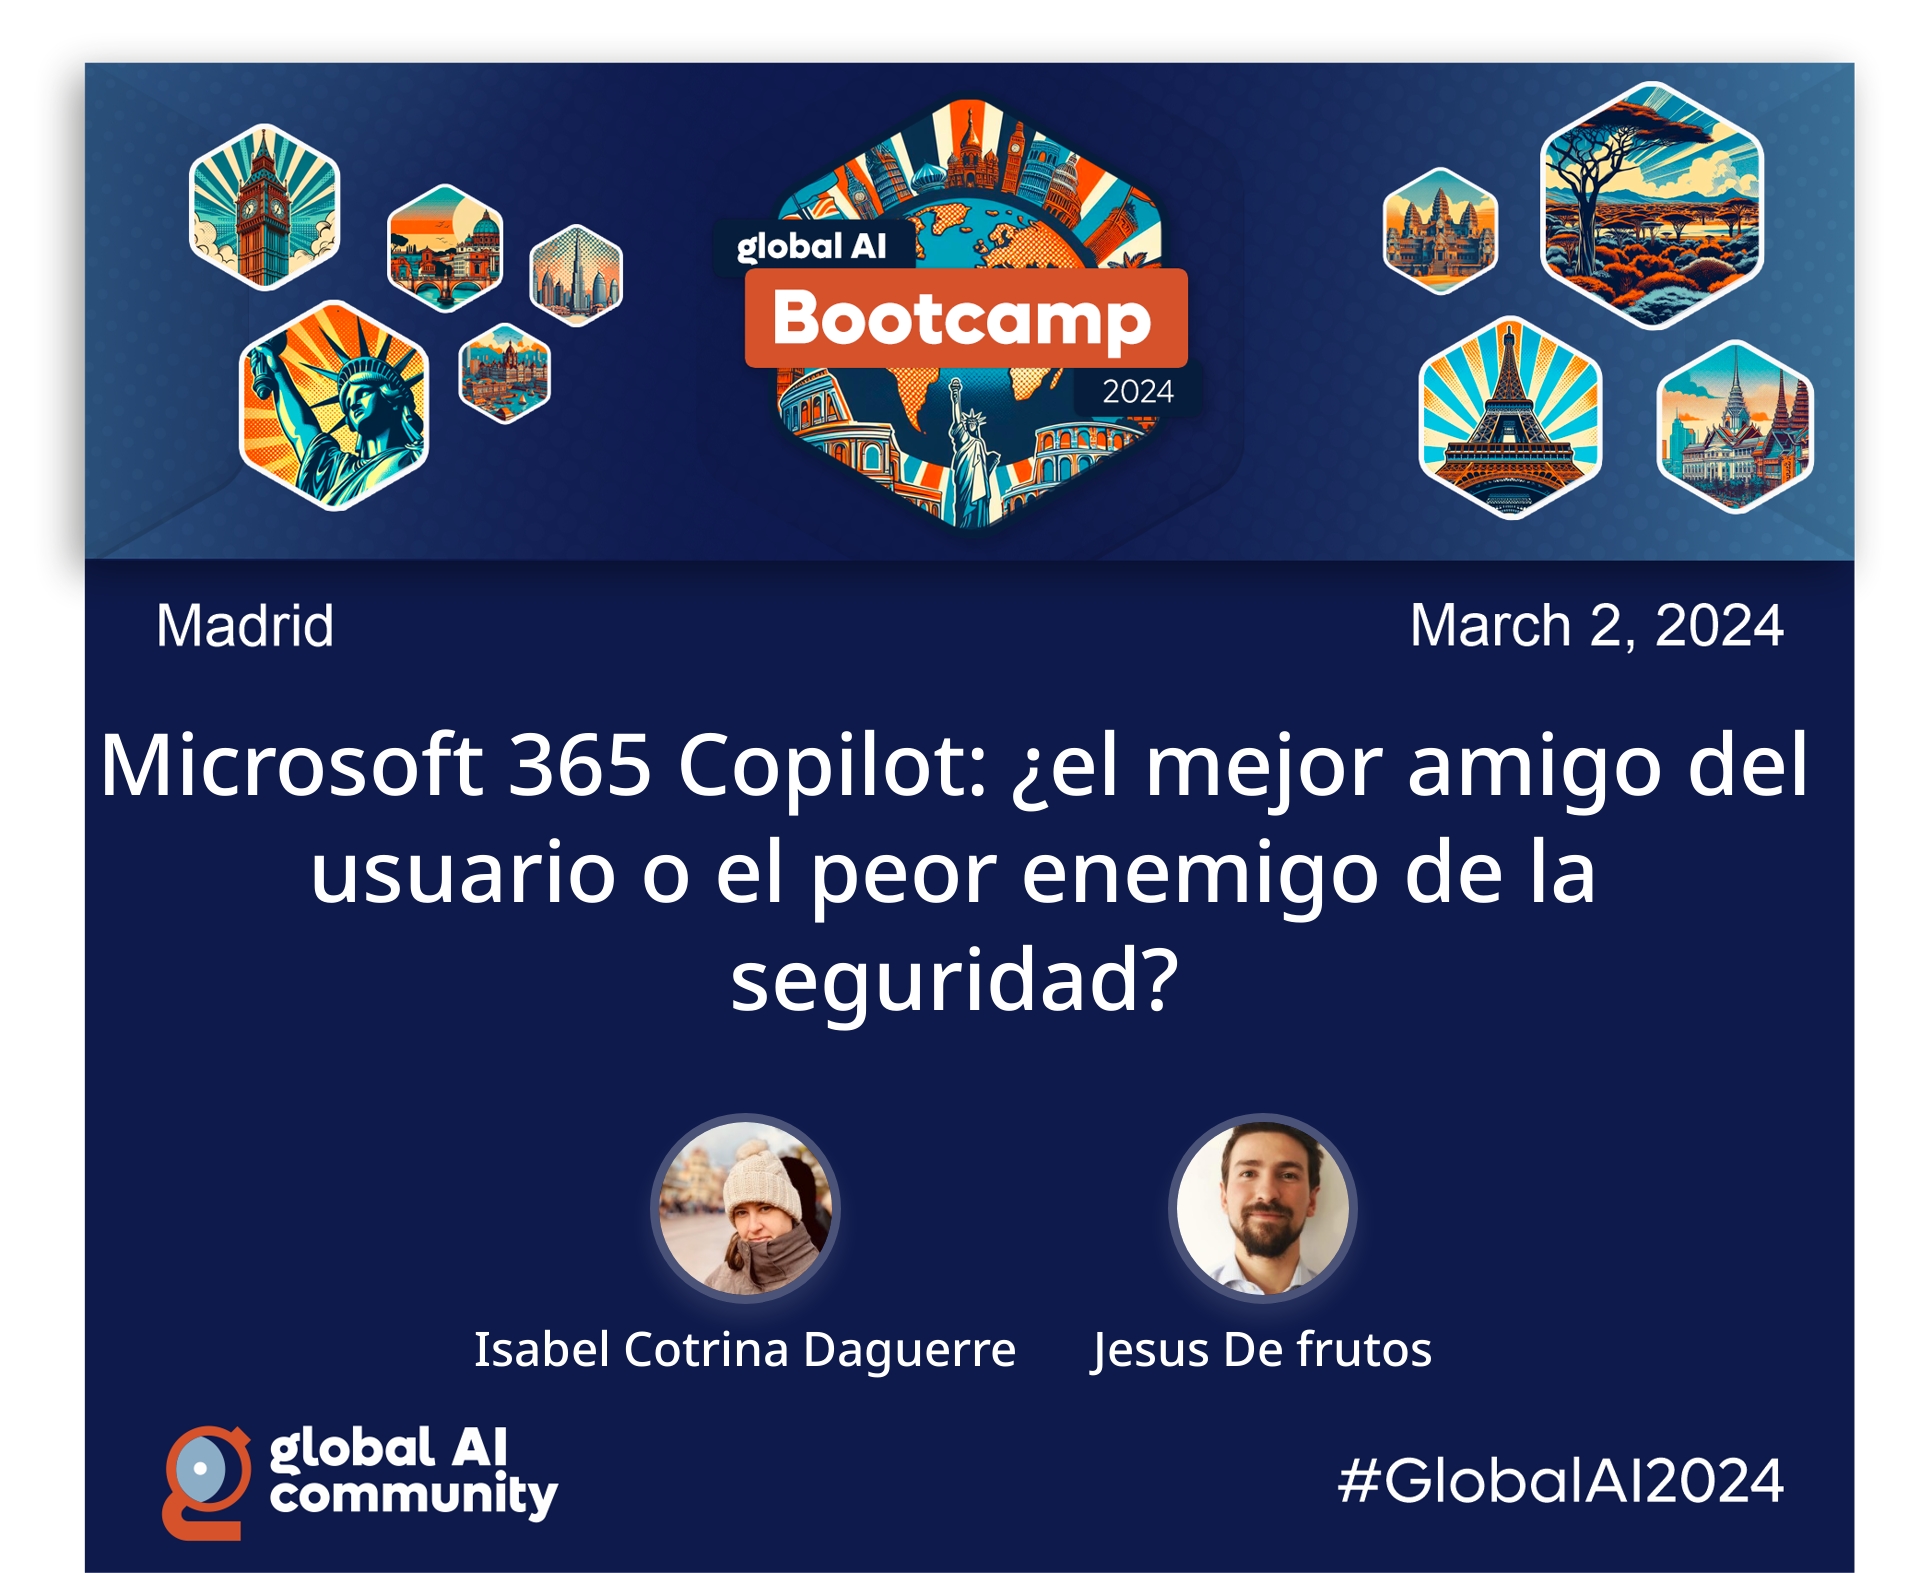 global AI
Bootcamp
2024
Madrid
March 2, 2024
Microsoft 365 Copilot: ¿el mejor amigo del
usuario o el peor enemigo de la
seguridad?
Isabel Cotrina Daguerre
Jesus De frutos
global AI
community
#GlobalAI2024